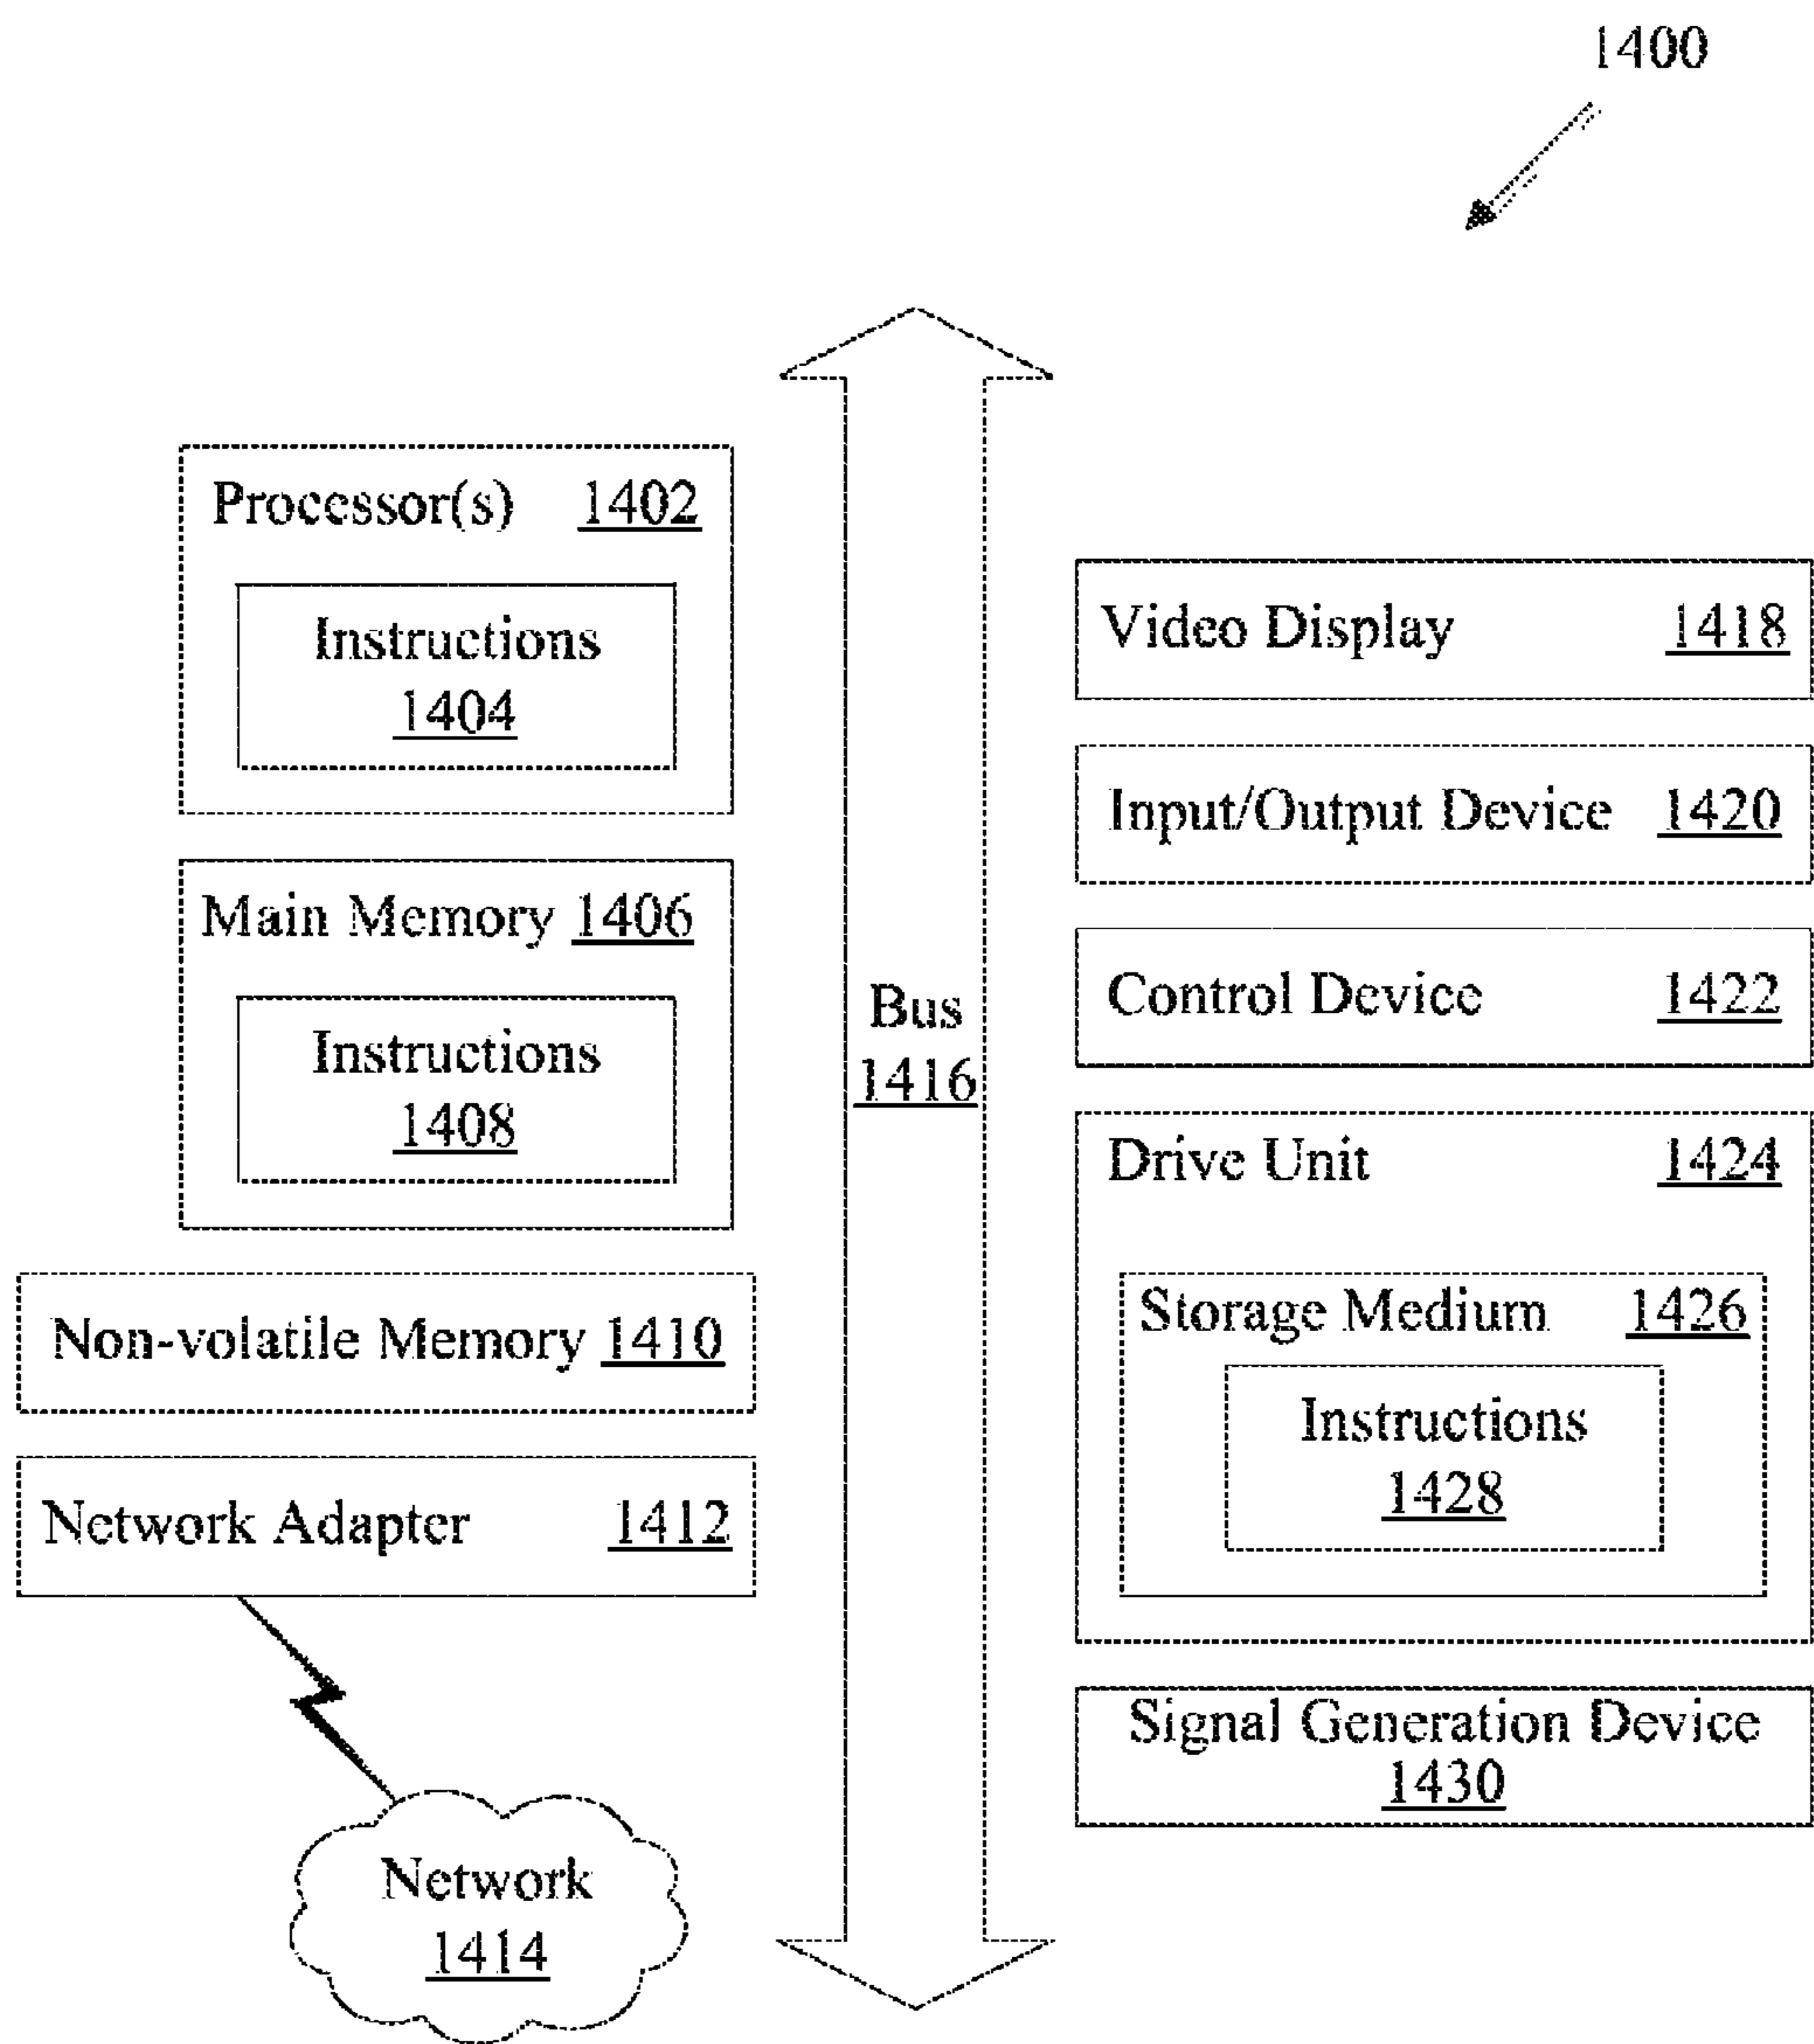 1400
Processor(s) 1402
Instructions
1404
Main Memory 1406
Instructions
1408
Non-volatile Memory 1410
Network Adapter 1412
Network
1414
Bus
1416
Video Display 1418
Input/Output Device 1420
Control Device 1422
Drive Unit 1424
Storage Medium 1426
Instructions
1428
Signal Generation Device
1430